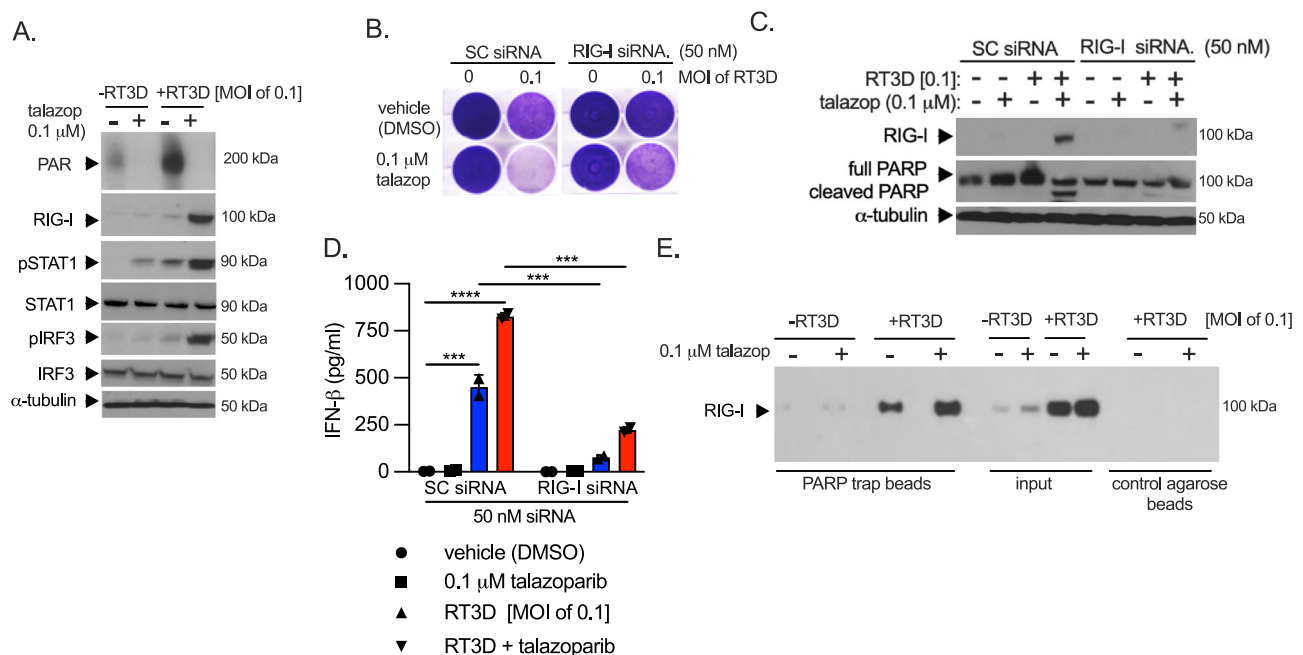 A.
-RT3D +RT3D [MOI of 0.1]
talazop
0.1 µM)
- + - +
PAR 200 kDa
RIG-I 100 kDa
pSTAT1 90 kDa
STAT1 90 kDa
pIRF3 50 kDa
IRF3 50 kDa
α-tubulin 50 kDa
B.
SC siRNA RIG-I siRNA. (50 nM)
0 0.1 0 0.1 MOI of RT3D
vehicle
(DMSO)
0.1 µM
talazop
C.
SC siRNA RIG-I siRNA. (50 nM)
RT3D [0.1]: - - + + - - + +
talazop (0.1 µM): - + - + - + - +
RIG-I 100 kDa
full PARP
cleaved PARP 100 kDa
α-tubulin 50 kDa
D.
IFN-β (pg/ml)
1000
750
500
250
0
*** **** *** ***
SC siRNA RIG-I siRNA
50 nM siRNA
vehicle (DMSO)
0.1 µM talazoparib
RT3D [MOI of 0.1]
RT3D + talazoparib
E.
-RT3D +RT3D -RT3D +RT3D +RT3D [MOI of 0.1]
0.1 µM talazop - + - + - + - + - +
RIG-I 100 kDa
PARP trap beads input control agarose
beads